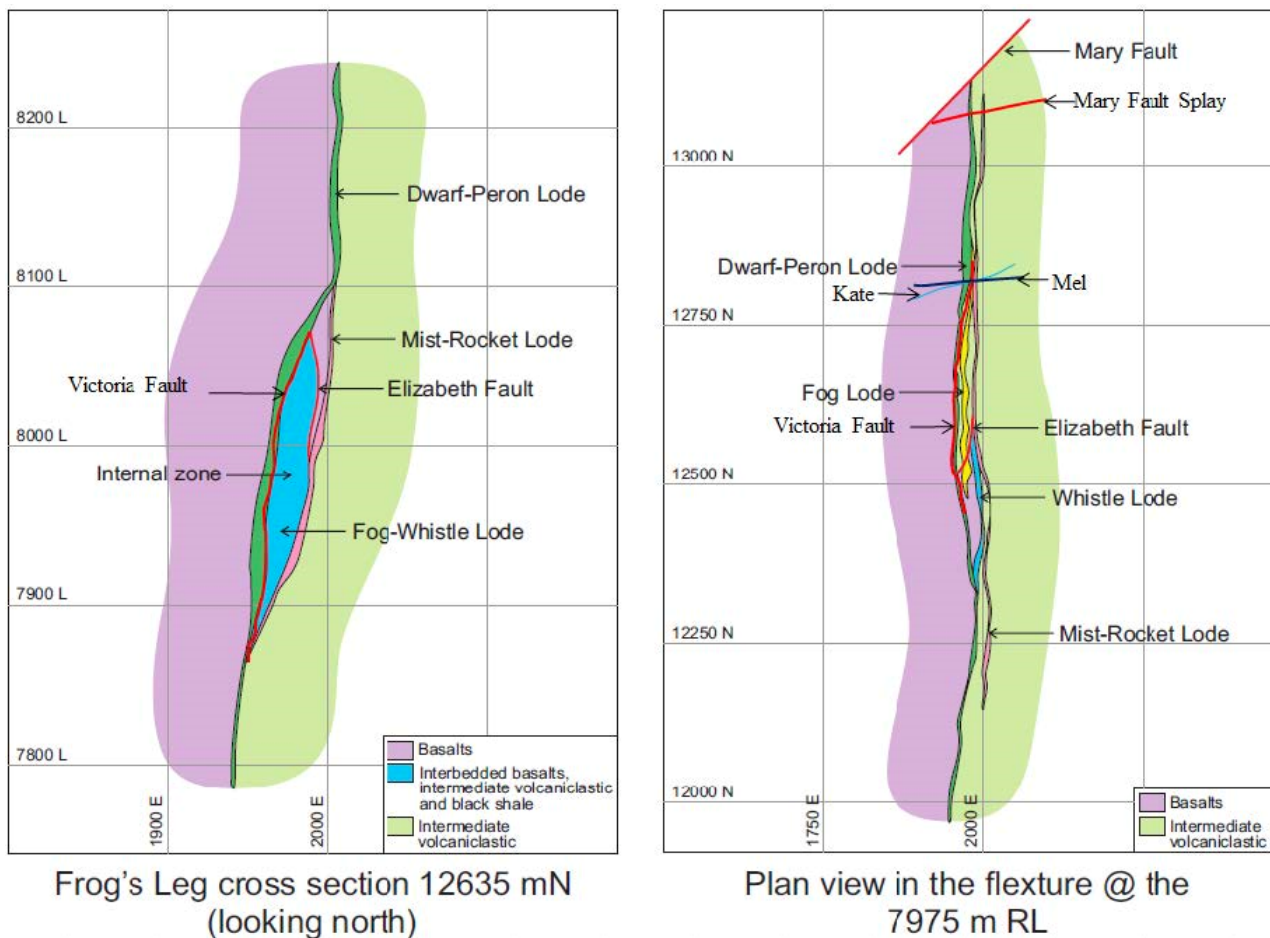 8200 L
Dwarf-Peron Lode
8100 L
Mist-Rocket Lode
Victoria Fault
Elizabeth Fault
8000 L
Internal zone
Fog-Whistle Lode
7900 L
7800 L
1900 E
2000 E
Basalts
Interbedded basalts,
intermediate volcaniclastic
and black shale
Intermediate
volcaniclastic
Frog's Leg cross section 12635 mN
(looking north)
Mary Fault
Mary Fault Splay
13000 N
Dwarf-Peron Lode
Kate
Mel
12750 N
Fog Lode
Victoria Fault
Elizabeth Fault
12500 N
Whistle Lode
12250 N
Mist-Rocket Lode
12000 N
1750 E
2000 E
Basalts
Intermediate
volcaniclastic
Plan view in the flexture @ the
7975 m RL